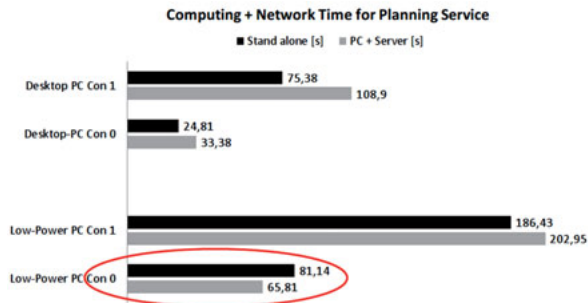 Computing + Network Time for Planning Service
Stand alone [s] PC + Server [s]
Desktop PC Con 1
75,38
108,9
Desktop-PC Con 0
24,81
33,38
Low-Power PC Con 1
186,43
202,95
Low-Power PC Con 0
81,14
65,81